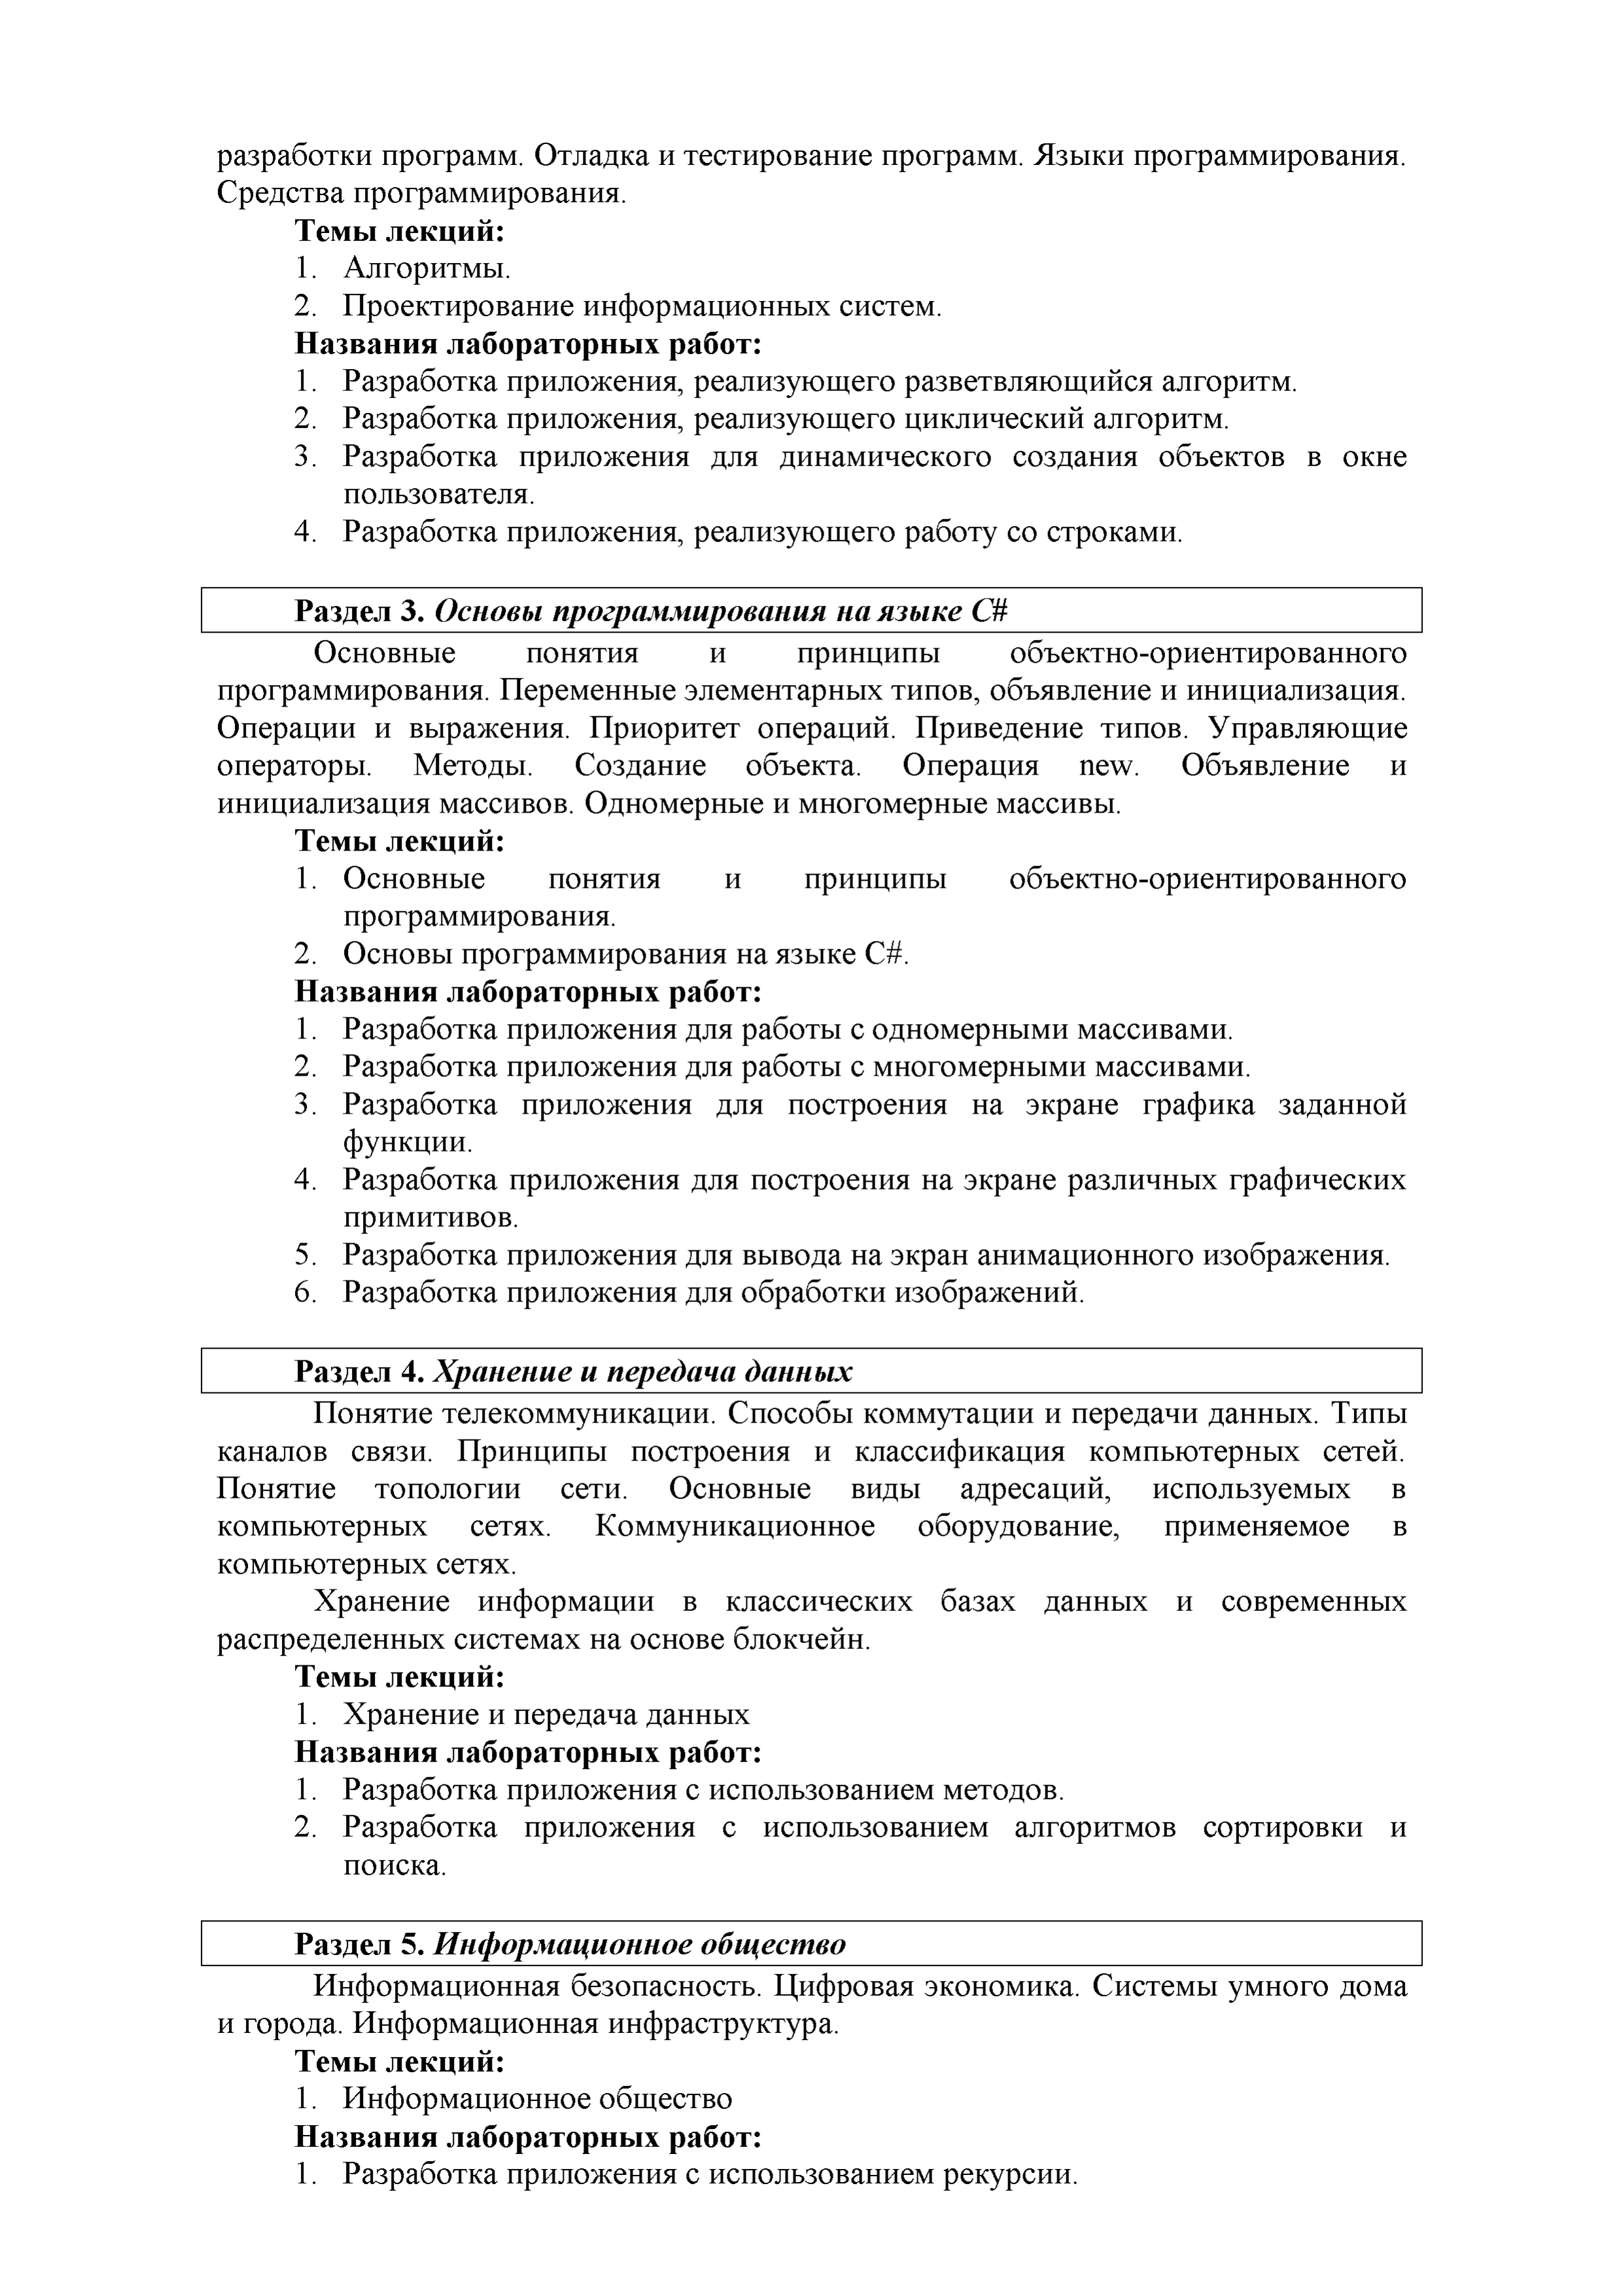 разработки программ. Отладка и тестирование программ. Языки программирования.
Средства программирования.
Темы лекций:
1. Алгоритмы.
2. Проектирование информационных систем.
Названия лабораторных работ:
1. Разработка приложения, реализующего разветвляющийся алгоритм.
2. Разработка приложения, реализующего циклический алгоритм.
3. Разработка приложения для динамического создания объектов в окне
пользователя.
4. Разработка приложения, реализующего работу со строками.
Раздел 3. Основы программирования на языке C#
Основные понятия и принципы объектно-ориентированного
программирования. Переменные элементарных типов, объявление и инициализация.
Операции и выражения. Приоритет операций. Приведение типов. Управляющие
операторы. Методы. Создание объекта. Операция new. Объявление и
инициализация массивов. Одномерные и многомерные массивы.
Темы лекций:
1. Основные понятия и принципы объектно-ориентированного
программирования.
2. Основы программирования на языке C#.
Названия лабораторных работ:
1. Разработка приложения для работы с одномерными массивами.
2. Разработка приложения для работы с многомерными массивами.
3. Разработка приложения для построения на экране графика заданной
функции.
4. Разработка приложения для построения на экране различных графических
примитивов.
5. Разработка приложения для вывода на экран анимационного изображения.
6. Разработка приложения для обработки изображений.
Раздел 4. Хранение и передача данных
Понятие телекоммуникации. Способы коммутации и передачи данных. Типы
каналов связи. Принципы построения и классификация компьютерных сетей.
Понятие топологии сети. Основные виды адресаций, используемых в
компьютерных сетях. Коммуникационное оборудование, применяемое в
компьютерных сетях.
Хранение информации в классических базах данных и современных
распределенных системах на основе блокчейн.
Темы лекций:
1. Хранение и передача данных
Названия лабораторных работ:
1. Разработка приложения с использованием методов.
2. Разработка приложения с использованием алгоритмов сортировки и
поиска.
Раздел 5. Информационное общество
Информационная безопасность. Цифровая экономика. Системы умного дома
и города. Информационная инфраструктура.
Темы лекций:
1. Информационное общество
Названия лабораторных работ:
1. Разработка приложения с использованием рекурсии.